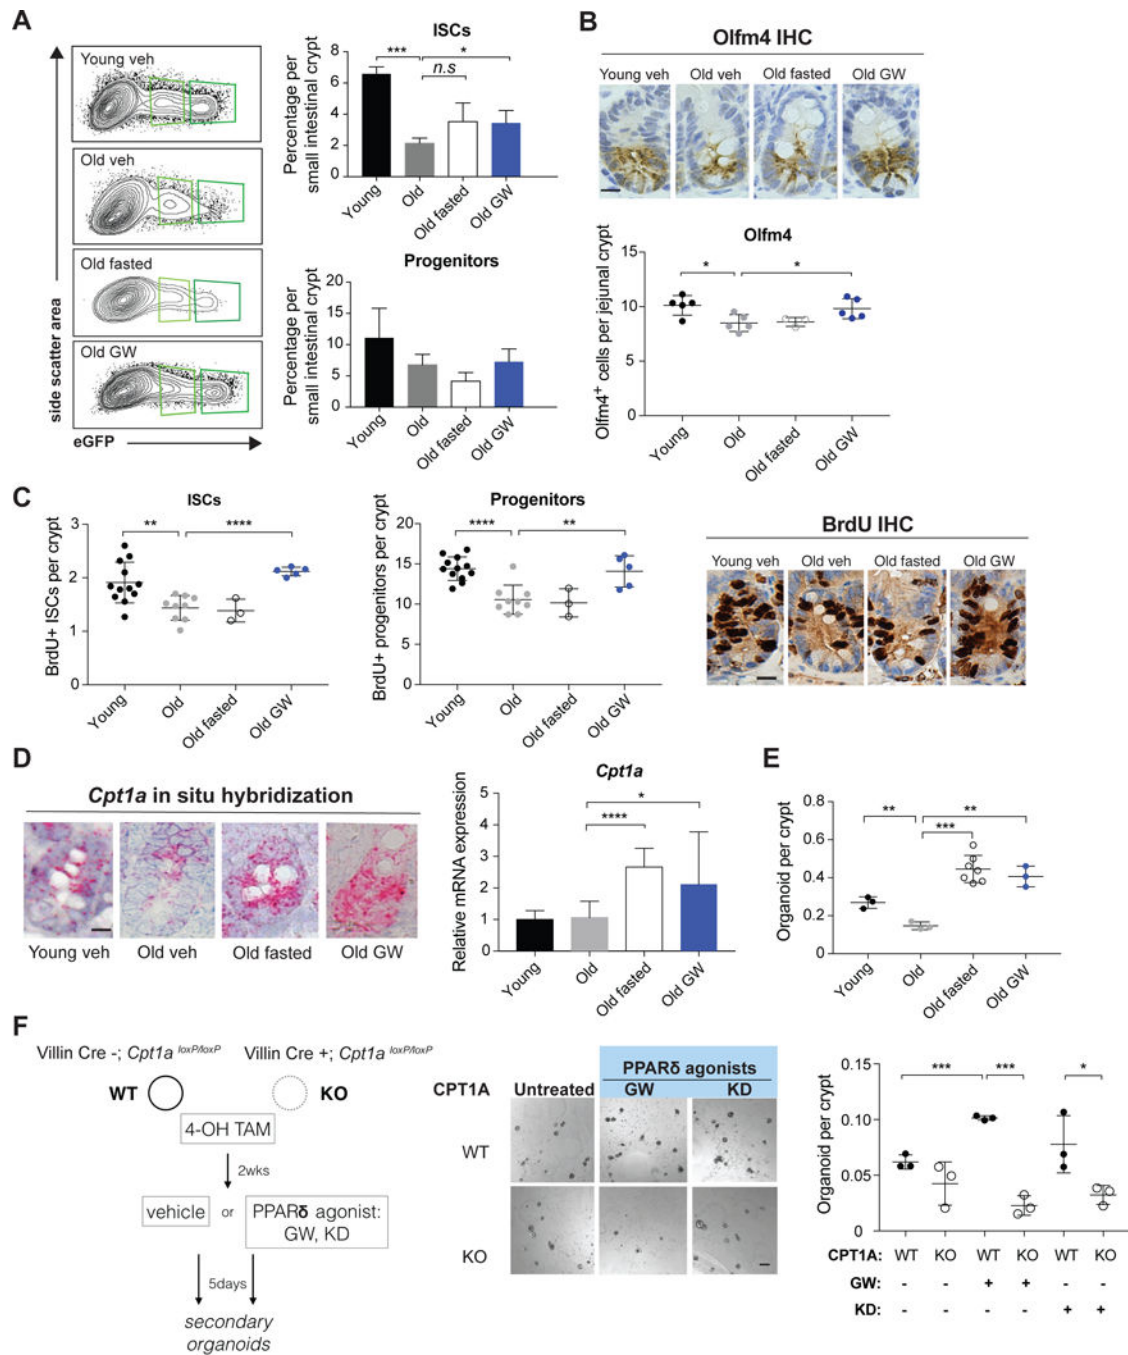 A
Young veh
Old veh
Old fasted
Old GW
side scatter area
eGFP
ISCs
***
*
n.s
Percentage per
small intestinal crypt
8
6
4
2
0
Young
Old
Old fasted
Old GW
Progenitors
Percentage per
small intestinal crypt
20
15
10
5
0
Young
Old
Old fasted
Old GW
B
Olfm4 IHC
Young veh
Old veh
Old fasted
Old GW
Olfm4
*
*
Olfm4+ cells per jejunal crypt
15
10
5
0
Young
Old
Old fasted
Old GW
C
ISCs
**
****
BrdU+ ISCs per crypt
3
2
1
0
Young
Old
Old fasted
Old GW
Progenitors
****
**
BrdU+ progenitors per crypt
20
15
10
5
0
Young
Old
Old fasted
Old GW
BrdU IHC
Young veh
Old veh
Old fasted
Old GW
D
Cpt1a in situ hybridization
Young veh
Old veh
Old fasted
Old GW
Cpt1a
*
****
Relative mRNA expression
5
4
3
2
1
0
Young
Old
Old fasted
Old GW
E
**
**
***
Organoid per crypt
0.8
0.6
0.4
0.2
0
Young
Old
Old fasted
Old GW
F
Villin Cre -; Cpt1a loxP/loxP
Villin Cre +; Cpt1a loxP/loxP
WT
KO
4-OH TAM
2wks
vehicle or PPARδ agonist:
GW, KD
5days
secondary
organoids
PPARδ agonists
CPT1A Untreated GW KD
WT
KO
***
***
*
Organoid per crypt
0.15
0.10
0.05
0
CPT1A: WT KO WT KO WT KO
GW: - - + + - -
KD: - - - - + +